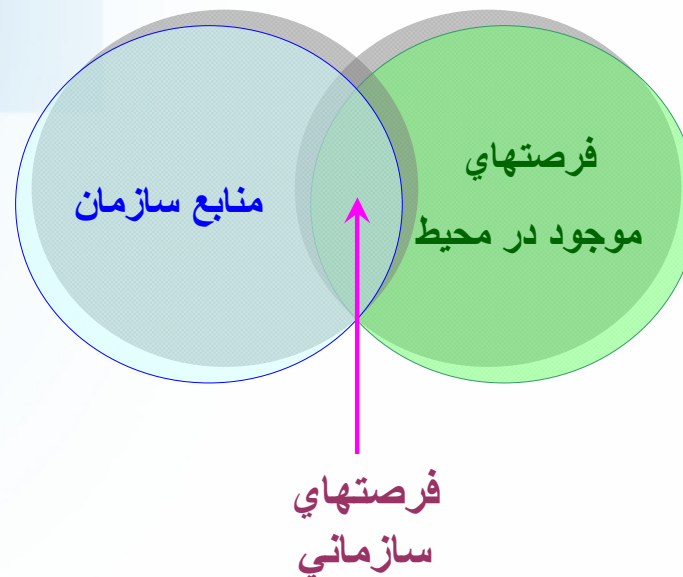 فرصتهاي
موجود در محيط
منابع سازمان
فرصتهاي
سازماني